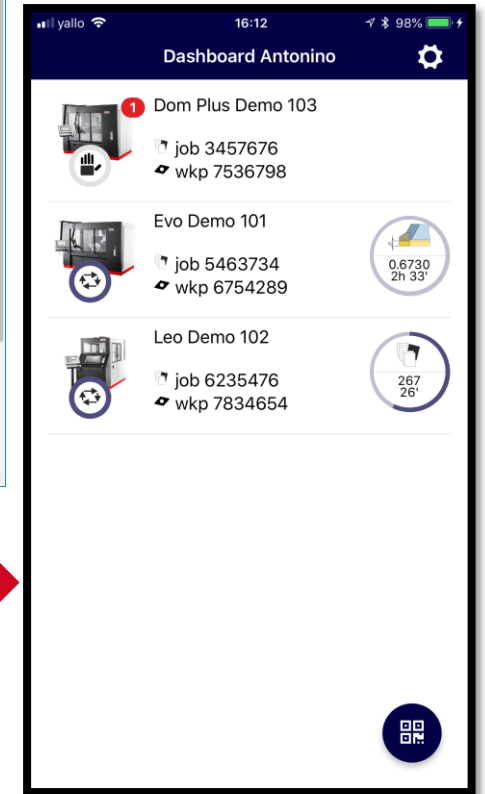 yallo 16:12 98%
Dashboard Antonino
1
Dom Plus Demo 103
job 3457676
wkp 7536798
Evo Demo 101
job 5463734
wkp 6754289
0.6730
2h 33'
Leo Demo 102
job 6235476
wkp 7834654
267
26'